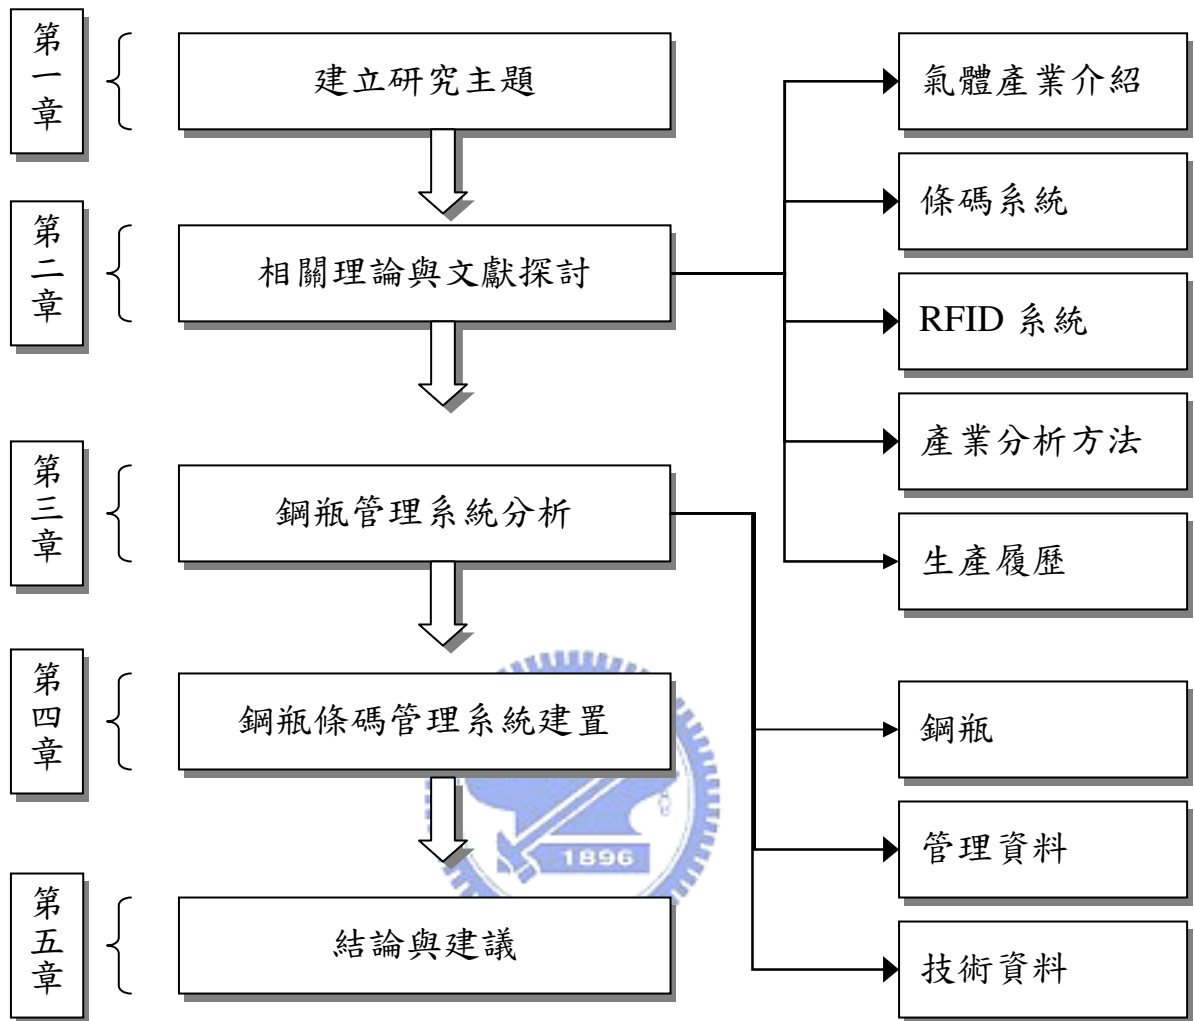 第一章
建立研究主題
氣體產業介紹
條碼系統
第二章
相關理論與文獻探討
RFID 系統
產業分析方法
第三章
鋼瓶管理系統分析
生產履歷
第四章
鋼瓶條碼管理系統建置
鋼瓶
管理資料
1896
第五章
結論與建議
技術資料